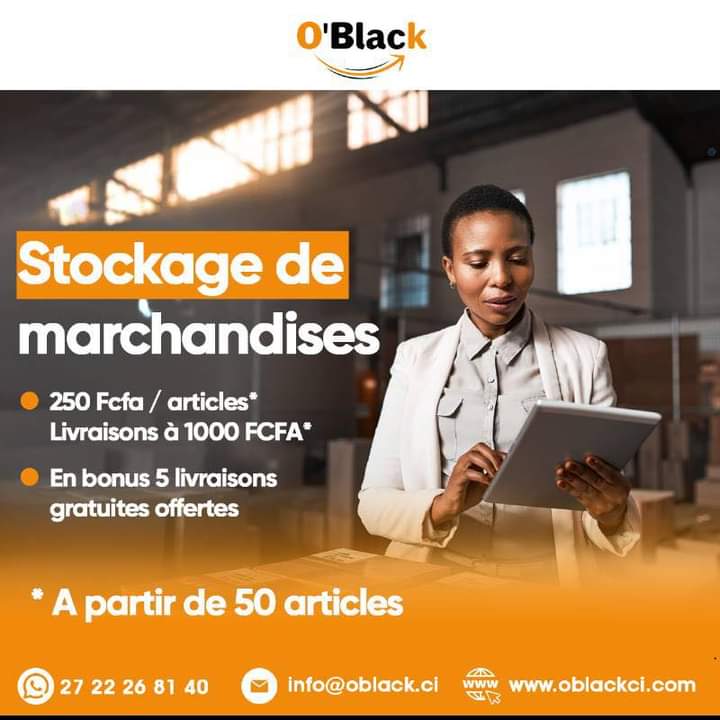 O'Black
Stockage de
marchandises
250 Fcfa / articles*
Livraisons à 1000 FCFA*
En bonus 5 livraisons
gratuites offertes
* A partir de 50 articles
27 22 26 81 40
info@oblack.ci
www
www.oblackci.com